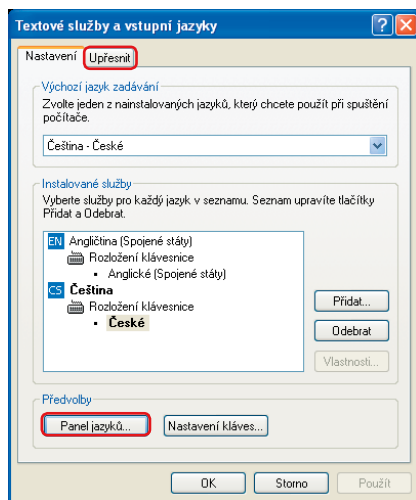 Textové služby a vstupní jazyky
Nastavení Upřesnit
Výchozí jazyk zadávání
Zvolte jeden z nainstalovaných jazyků, který chcete použít při spuštění
počítače.
Čeština - České
Instalované služby
Vyberte služby pro každý jazyk v seznamu. Seznam upravíte tlačítky
Přidat a Odebrat.
EN Angličtina (Spojené státy)
Rozložení klávesnice
• Anglické (Spojené státy)
CS Čeština
Rozložení klávesnice
• České
Přidat...
Odebrat
Vlastnosti...
Předvolby
Panel jazyků... Nastavení kláves...
OK Storno Použít